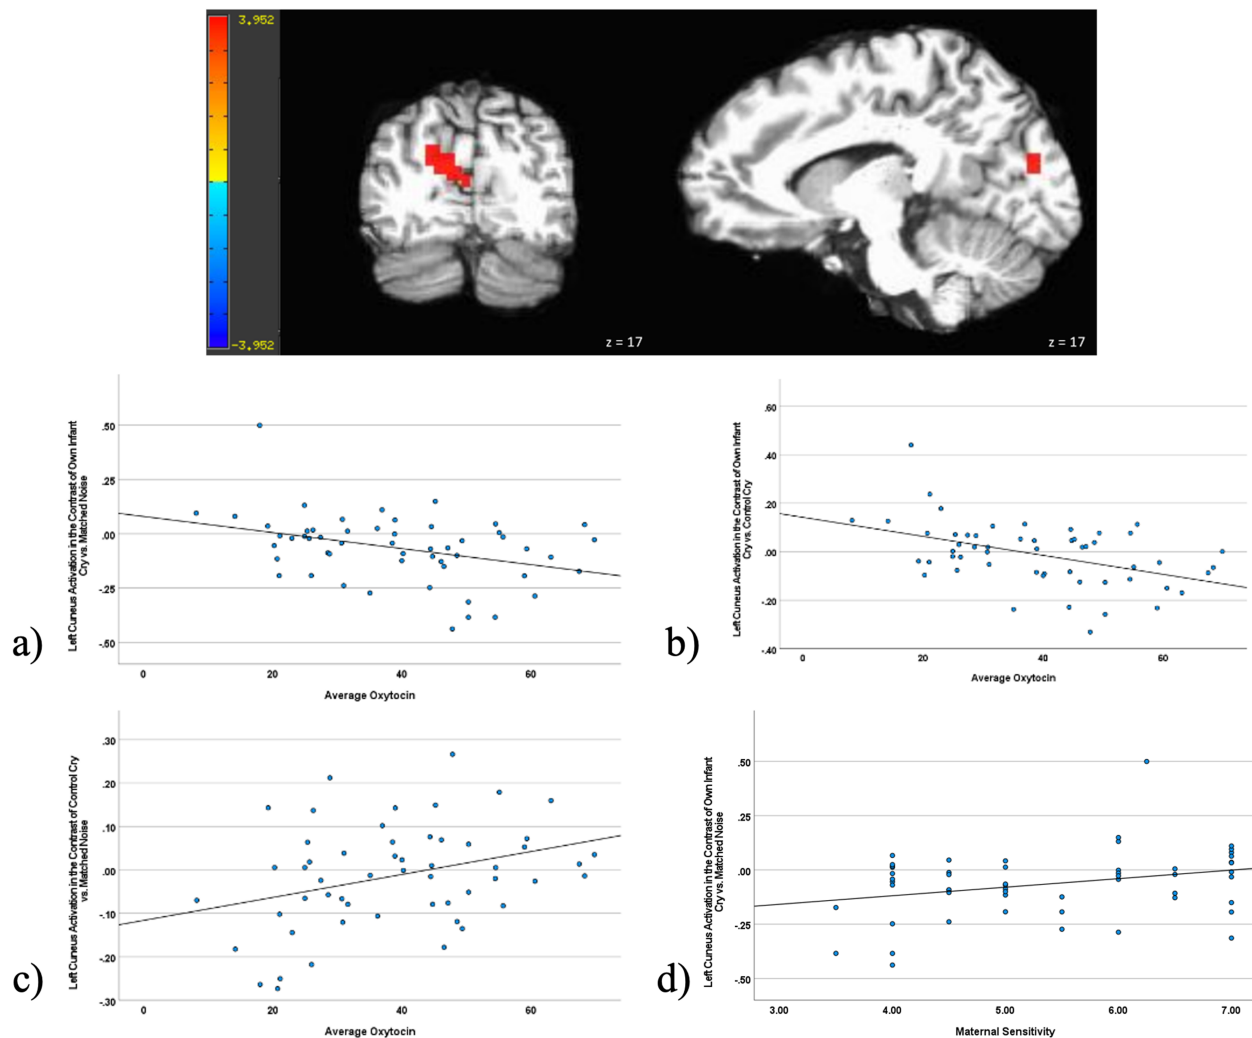 3.952
-3.952
z = 17
z = 17
a)
Left Cuneus Activation in the Contrast of Own Infant
Cry vs. Matched Noise
.50
.25
.00
-.25
-.50
0 20 40 60
Average Oxytocin
b)
Left Cuneus Activation in the Contrast of Own Infant
Cry vs. Control Cry
.60
.40
.20
.00
-.20
-.40
0 20 40 60
Average Oxytocin
c)
Left Cuneus Activation in the Contrast of Control Cry
vs. Matched Noise
.30
.20
.10
.00
-.10
-.20
-.30
0 20 40 60
Average Oxytocin
d)
Left Cuneus Activation in the Contrast of Own Infant
Cry vs. Matched Noise
.50
.25
.00
-.25
-.50
3.00 4.00 5.00 6.00 7.00
Maternal Sensitivity